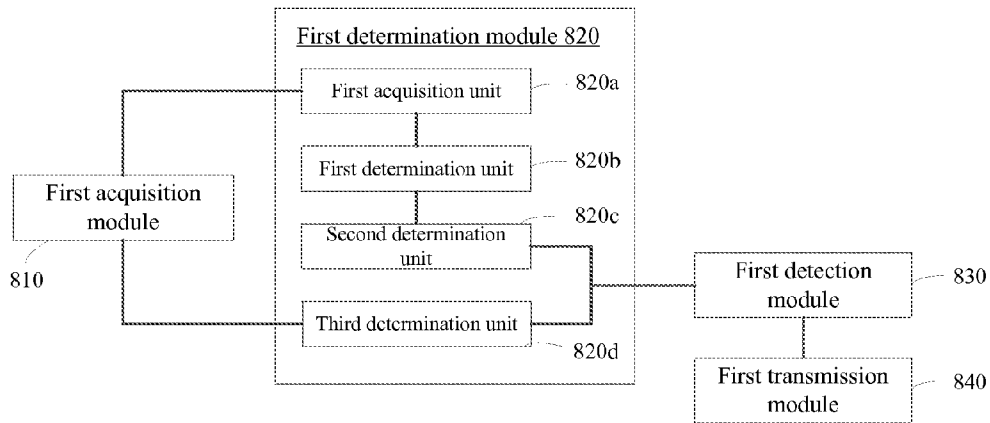 First determination module 820
First acquisition unit
820a
First determination unit
820b
820c
Second determination
unit
First acquisition
module
810
Third determination unit
820d
First detection
module
830
First transmission
module
840